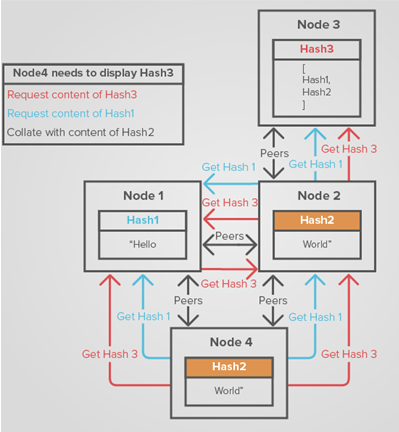 Node 3
Hash3
[
Hash1,
Hash2
]
Node4 needs to display Hash3
Request content of Hash3
Request content of Hash1
Collate with content of Hash2
Peers
Get Hash 3
Get Hash 1
Get Hash 1
Node 1
Hash1
"Hello
Get Hash 3
Peers
Get Hash 3
Node 2
Hash2
World"
Peers
Peers
Get Hash 1
Get Hash 1
Get Hash 3
Get Hash 3
Node 4
Hash2
World"